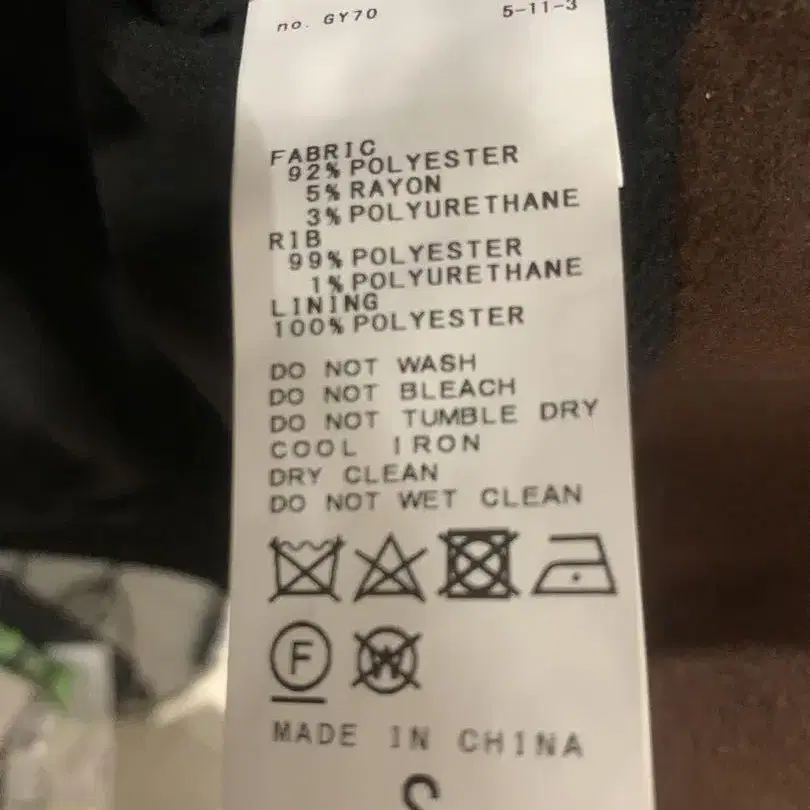 no. GY70 5-11-3
FABRIC
92% POLYESTER
5% RAYON
3% POLYURETHANE
RIB
99% POLYESTER
1% POLYURETHANE
LINING
100% POLYESTER
DO NOT WASH
DO NOT BLEACH
DO NOT TUMBLE DRY
COOL IRON
DRY CLEAN
DO NOT WET CLEAN
F W
MADE IN CHINA